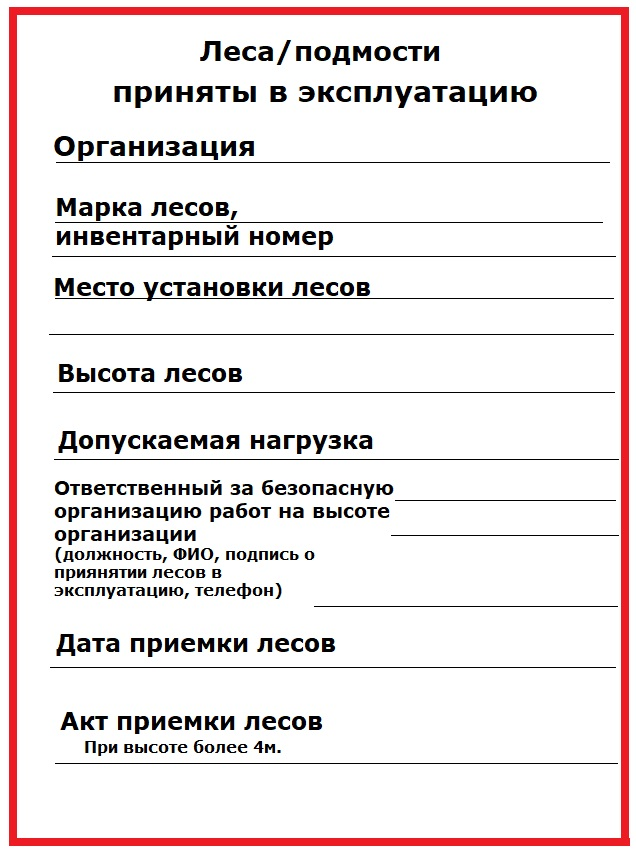 Леса/подмости
приняты в эксплуатацию
Организация
Марка лесов,
инвентарный номер
Место установки лесов
Высота лесов
Допускаемая нагрузка
Ответственный за безопасную
организацию работ на высоте
организации
(должность, ФИО, подпись о
приянятии лесов в
эксплуатацию, телефон)
Дата приемки лесов
Акт приемки лесов
При высоте более 4м.